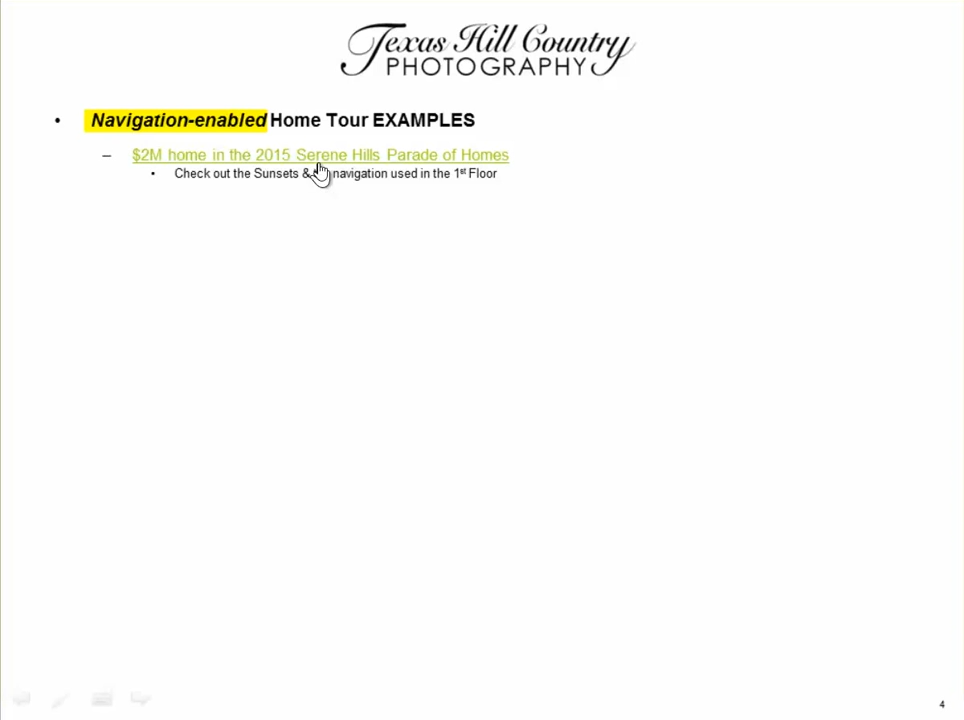 Texas Hill Country
PHOTOGRAPHY
• Navigation-enabled Home Tour EXAMPLES
– $2M home in the 2015 Serene Hills Parade of Homes
• Check out the Sunsets & navigation used in the 1st Floor
4